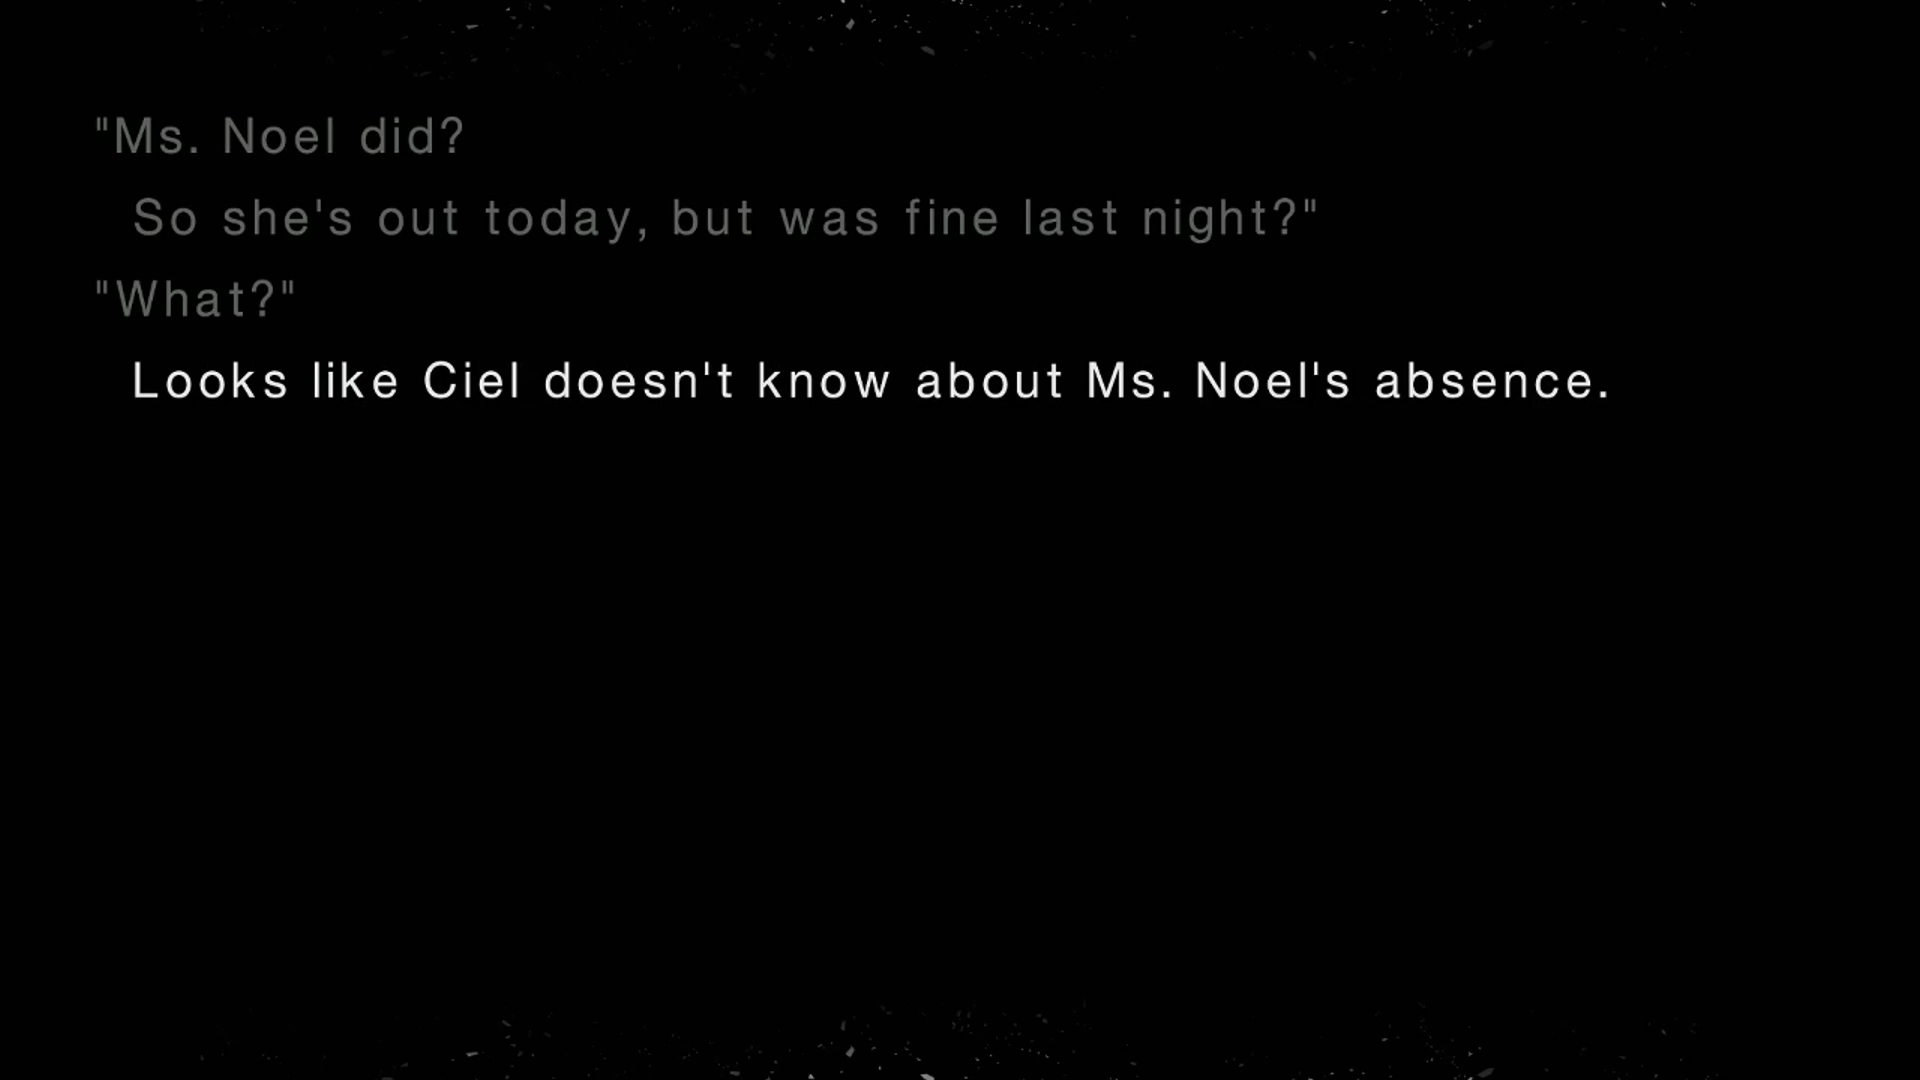 "Ms. Noel did?
So she's out today, but was fine last night?"
"What?"
Looks like Ciel doesn't know about Ms. Noel's absence.